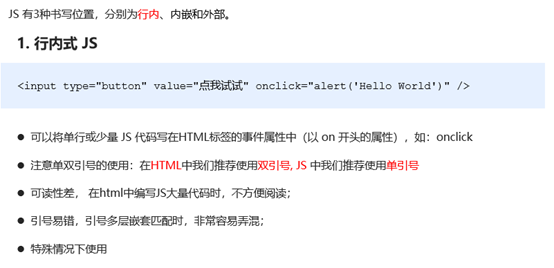 JS 有3种书写位置，分别为行内、内嵌和外部。
1. 行内式 JS
<input type="button" value="点我试试" onclick="alert('Hello World')" />
● 可以将单行或少量 JS 代码写在HTML标签的事件属性中（以 on 开头的属性），如：onclick
● 注意单双引号的使用：在HTML中我们推荐使用双引号, JS 中我们推荐使用单引号
● 可读性差， 在html中编写JS大量代码时，不方便阅读；
● 引号易错，引号多层嵌套匹配时，非常容易弄混；
● 特殊情况下使用